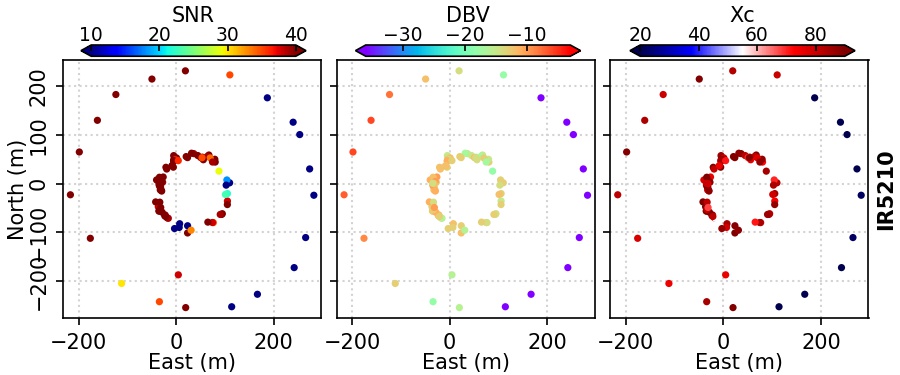 SNR DBV Xc
10 20 30 40 −30 −20 −10 20 40 60 80
200
100
0
−100
−200
North (m)
−200 0 200 −200 0 200 −200 0 200
East (m) East (m) East (m)
IR5210